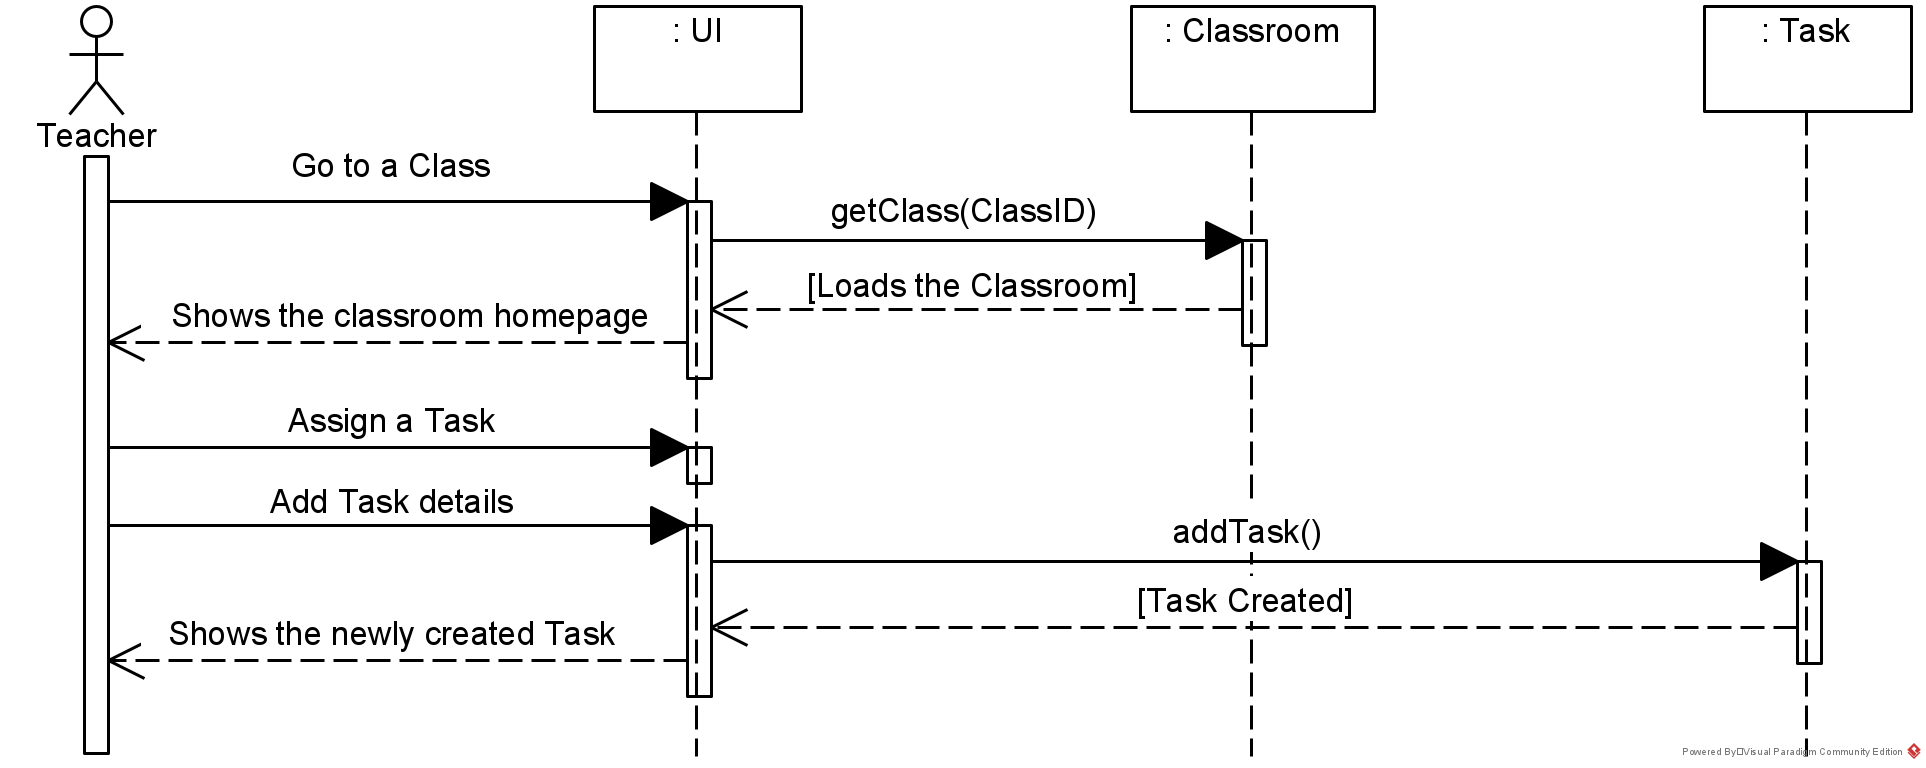 : UI
: Classroom
: Task
Teacher
Go to a Class
getClass(ClassID)
[Loads the Classroom]
Shows the classroom homepage
Assign a Task
Add Task details
addTask()
[Task Created]
Shows the newly created Task
Powered By Visual Paradigm Community Edition